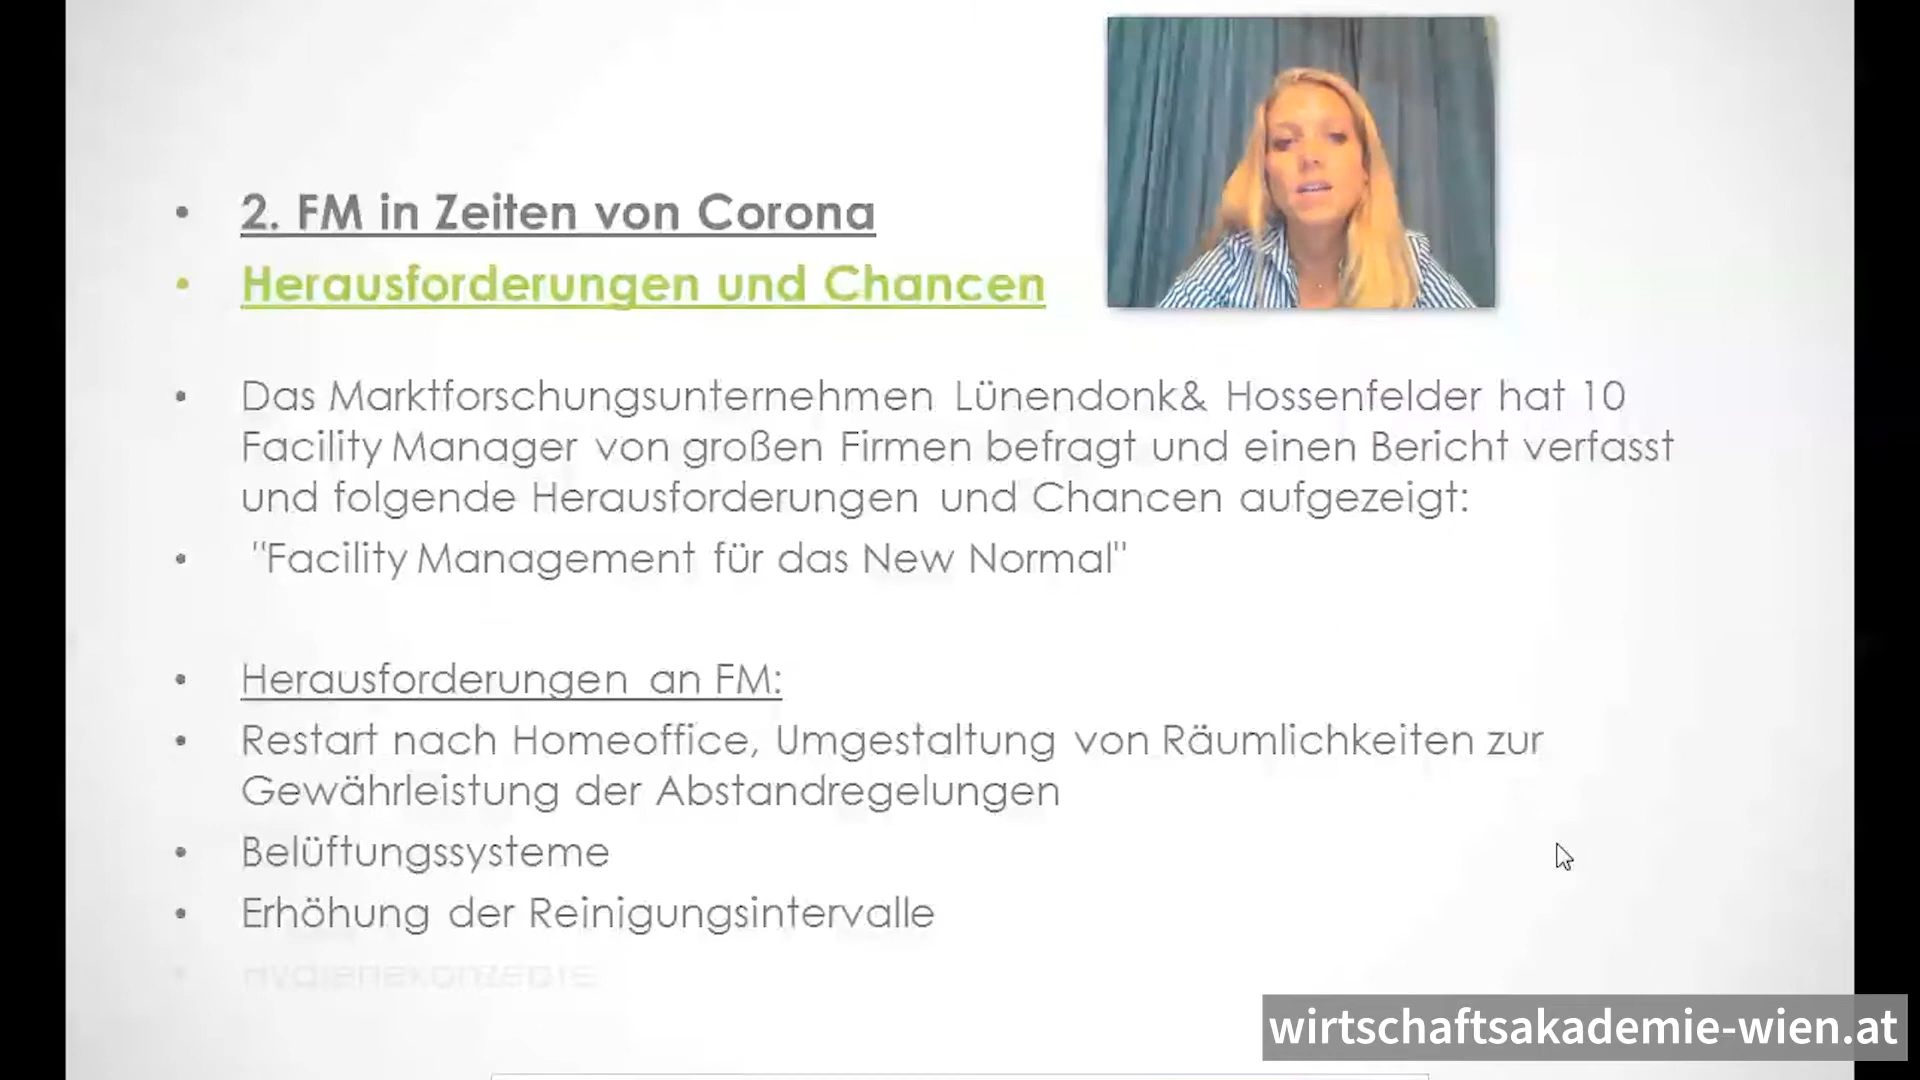 • 2. FM in Zeiten von Corona
• Herausforderungen und Chancen
• Das Marktforschungsunternehmen Lünendonk& Hossenfelder hat 10
Facility Manager von großen Firmen befragt und einen Bericht verfasst
und folgende Herausforderungen und Chancen aufgezeigt:
• "Facility Management für das New Normal"
• Herausforderungen an FM:
• Restart nach Homeoffice, Umgestaltung von Räumlichkeiten zur
Gewährleistung der Abstandregelungen
• Belüftungssysteme
• Erhöhung der Reinigungsintervalle
• Hygienekonzepte
wirtschaftsakademie-wien.at